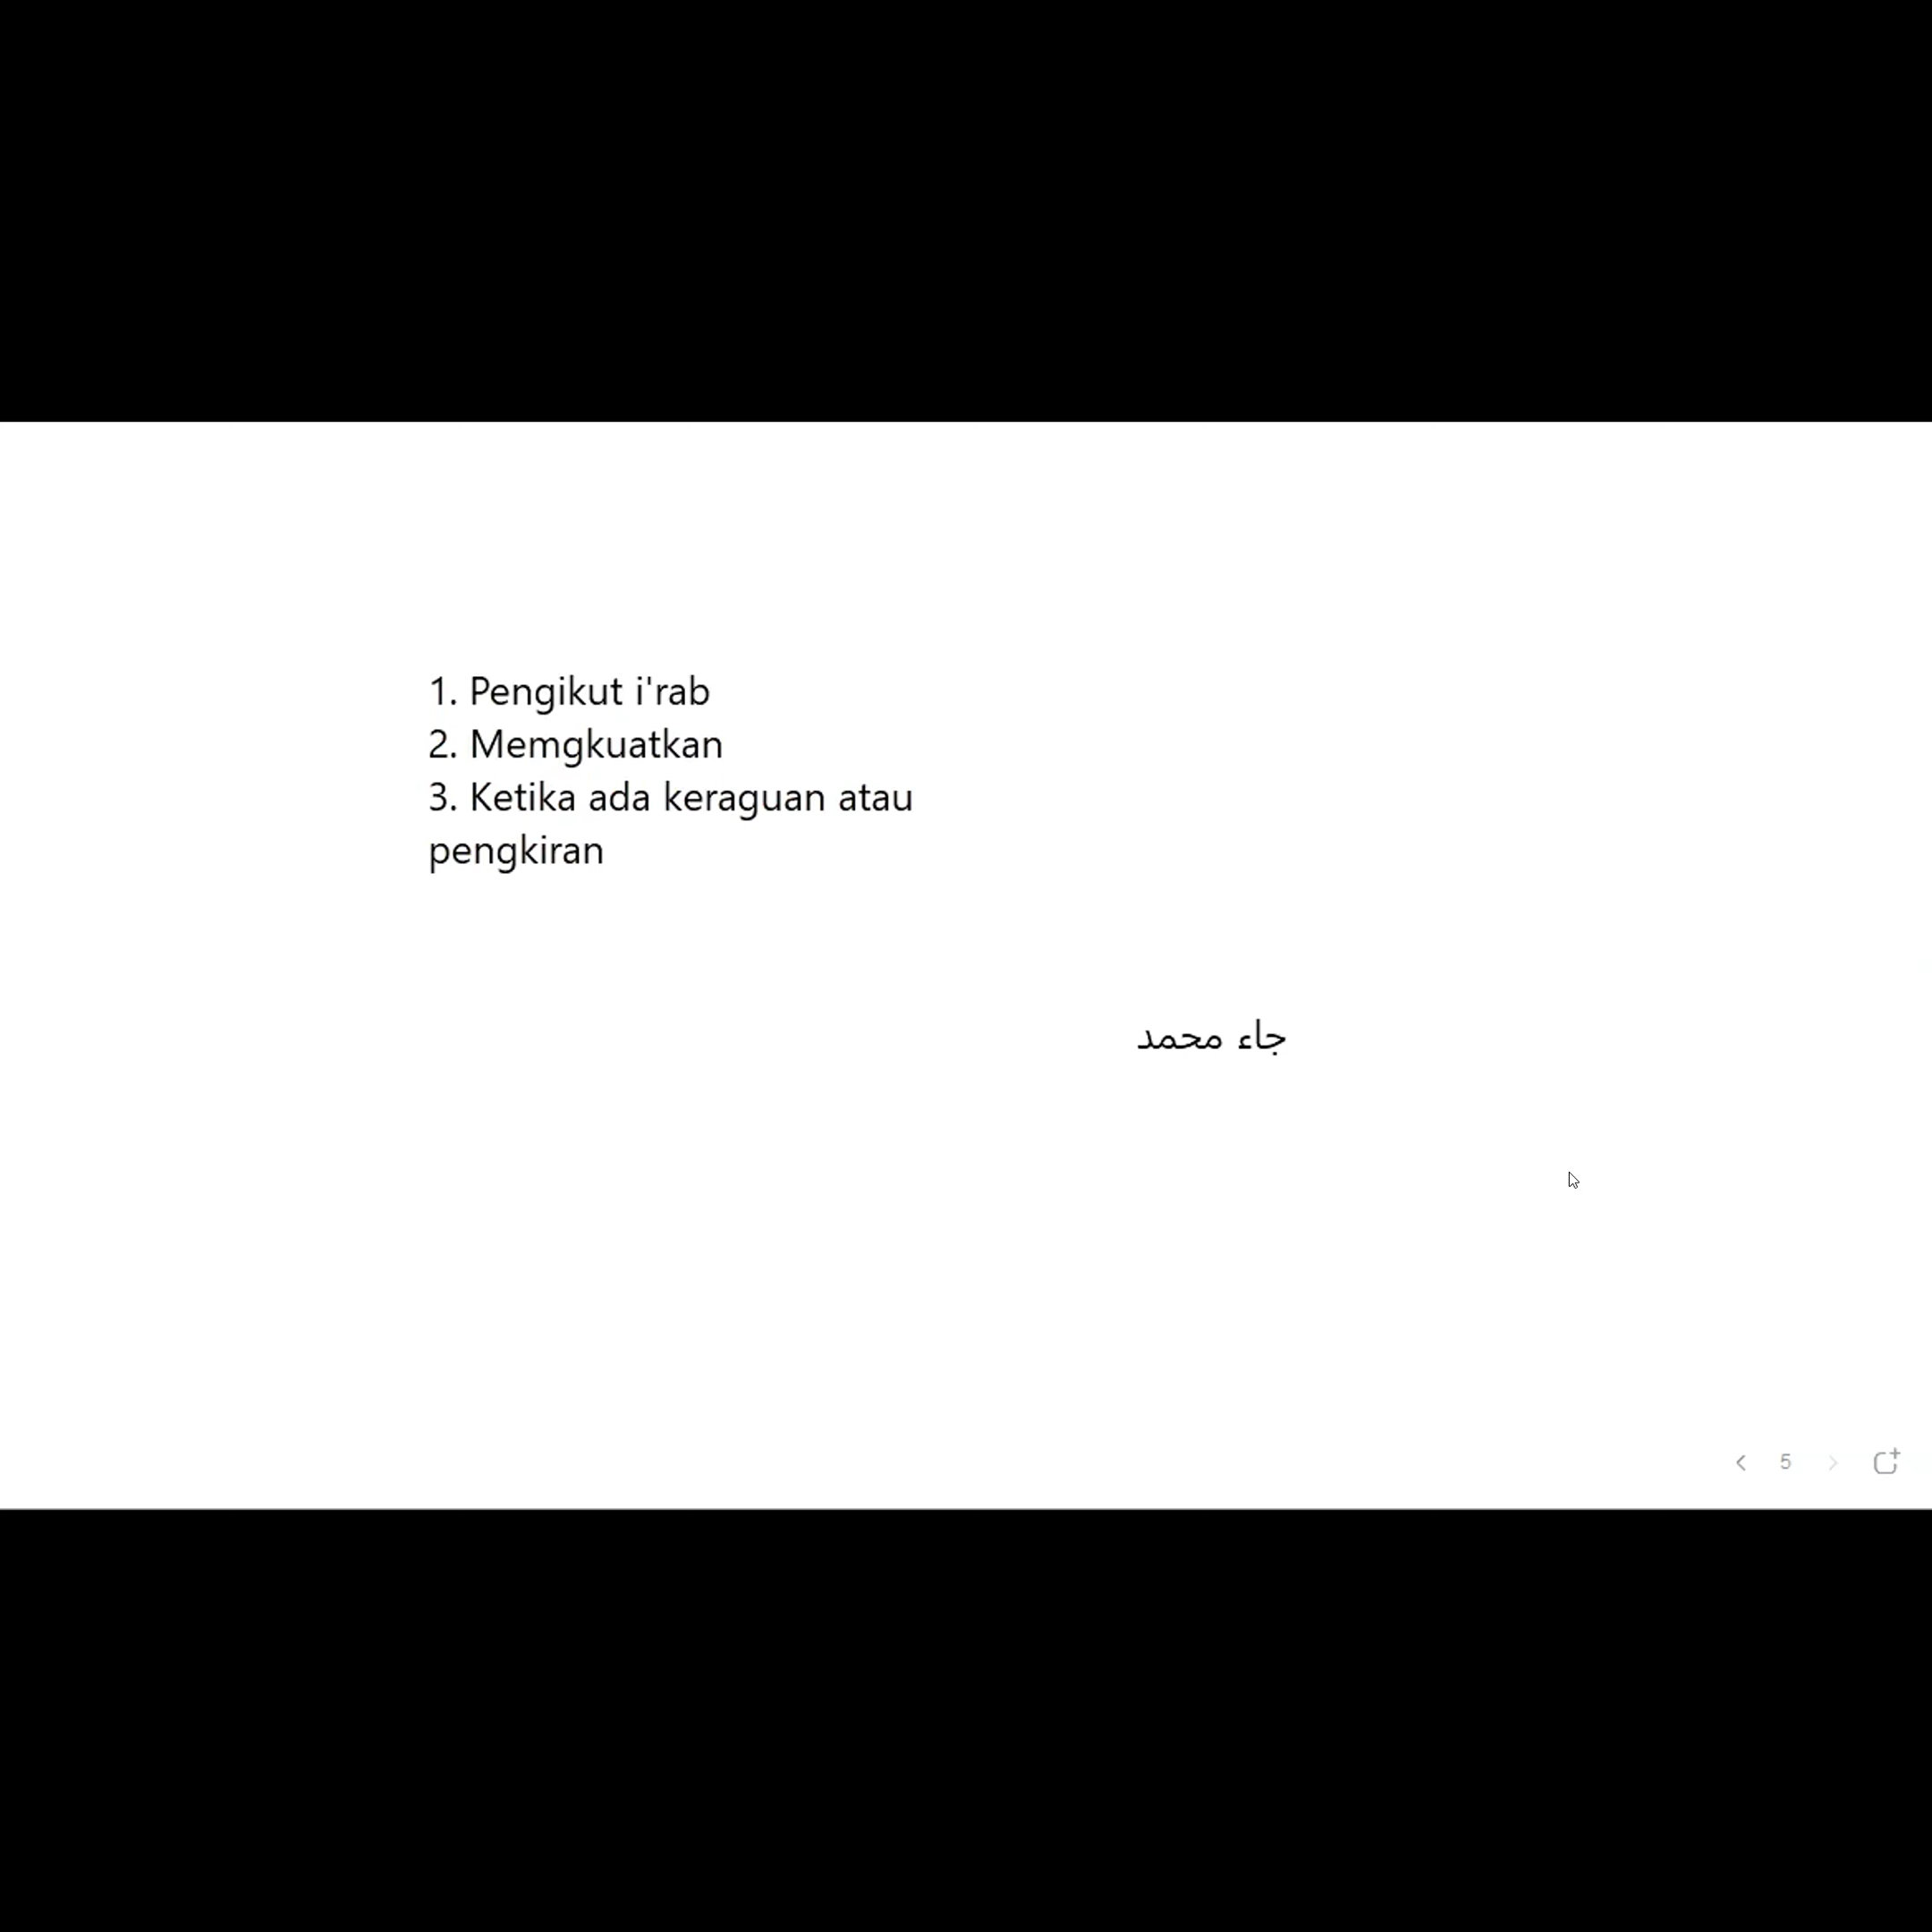 1. Pengikut i'rab
2. Memgkuatkan
3. Ketika ada keraguan atau
pengkiran
جاء محمد
5